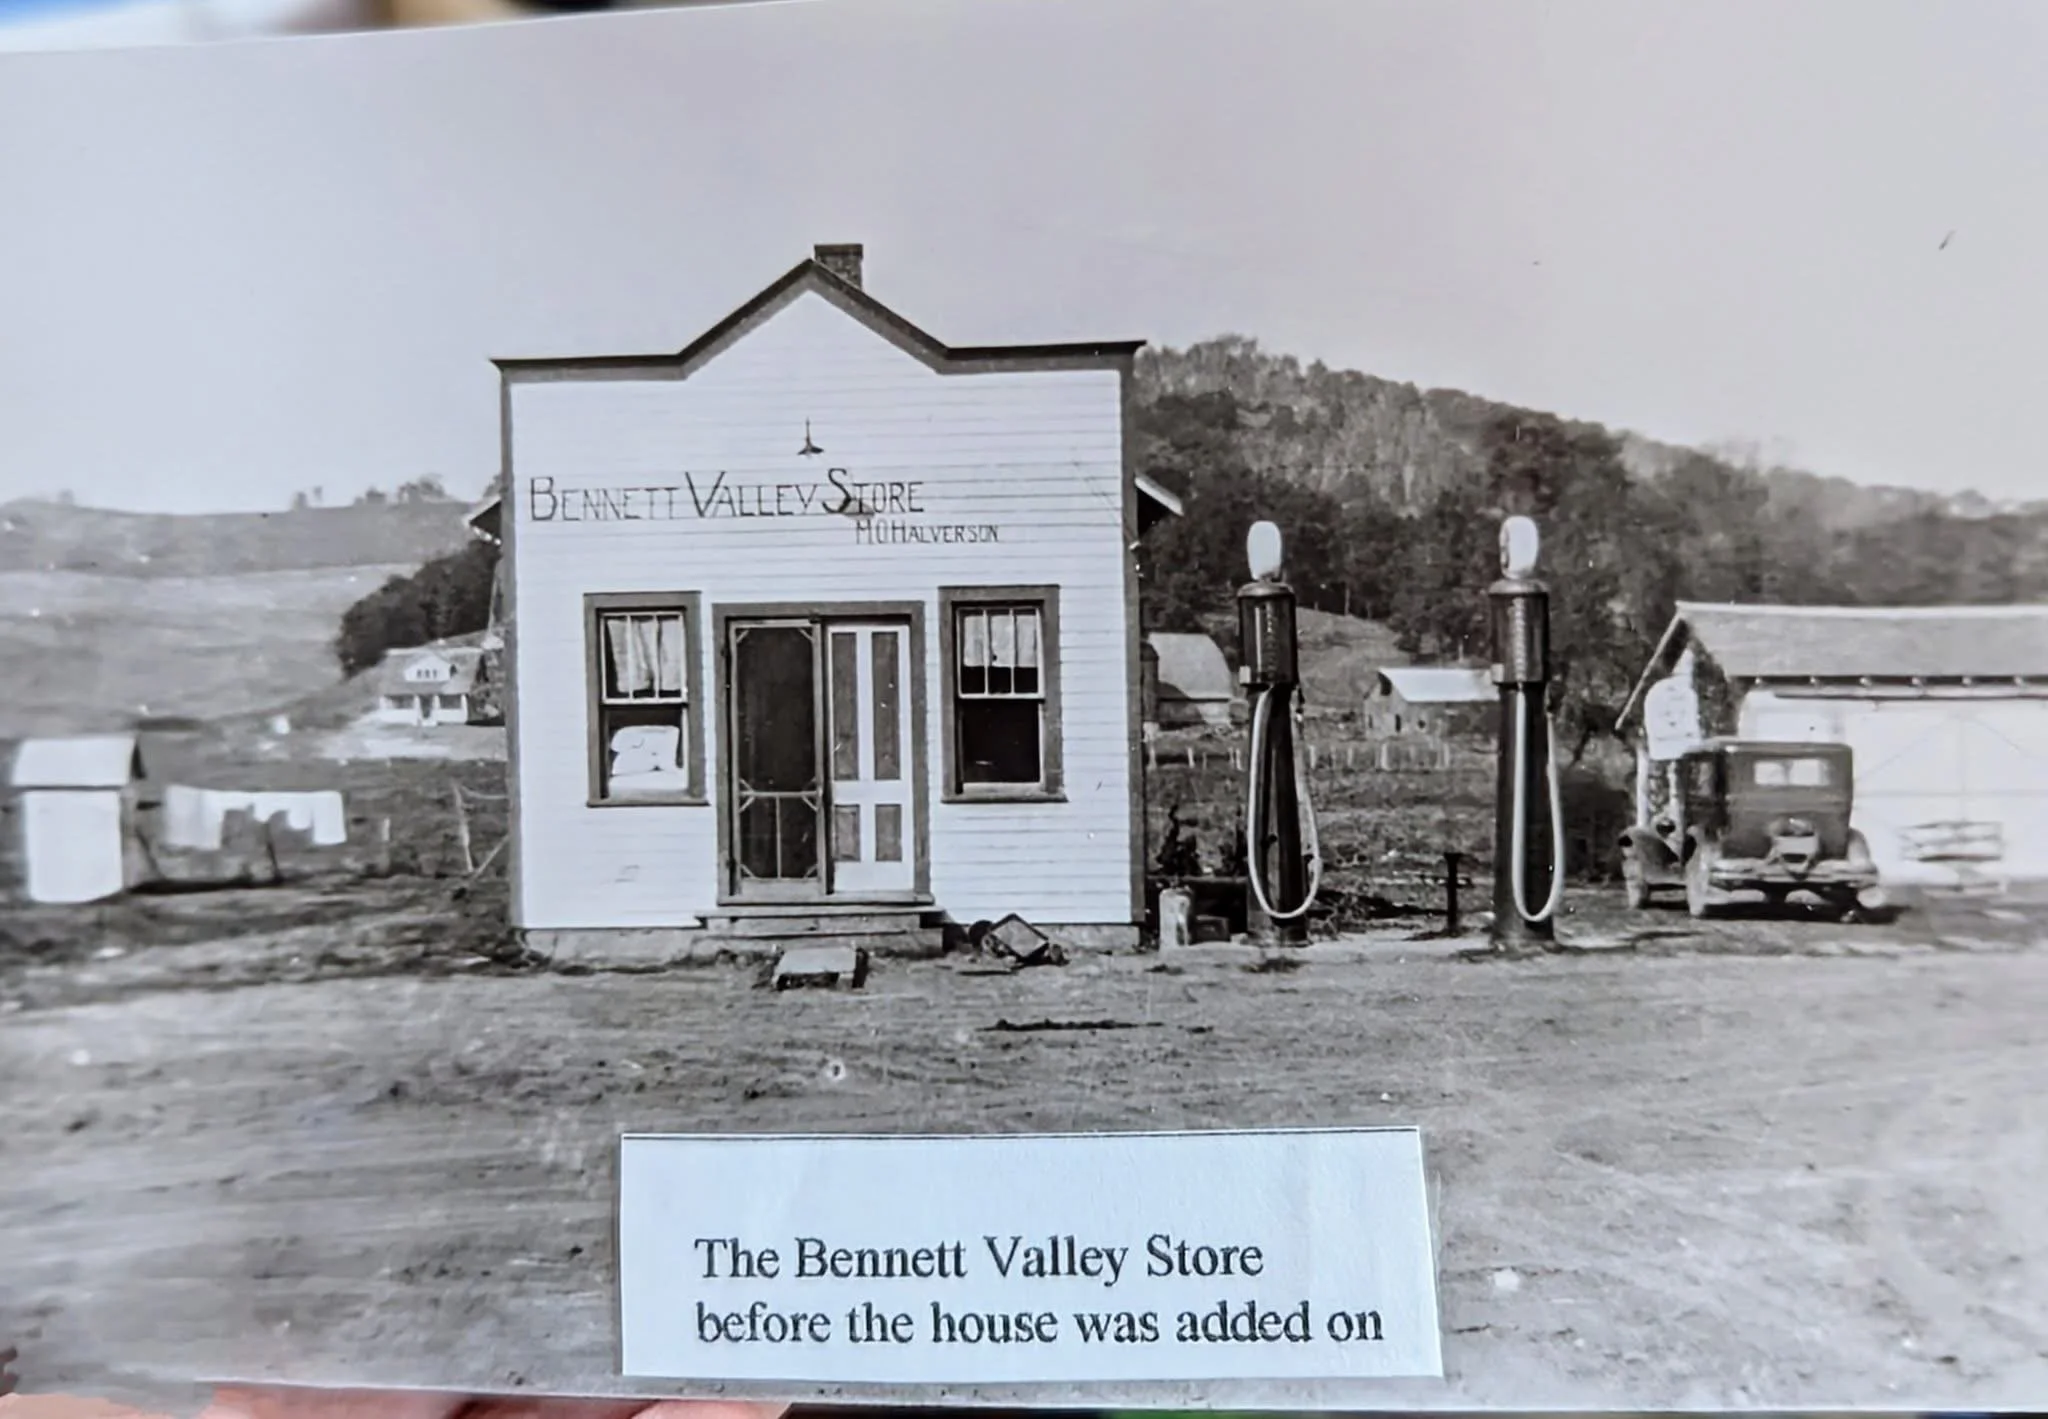 BENNETT VALLEY STORE
M.O HALVERSON
The Bennett Valley Store
before the house was added on